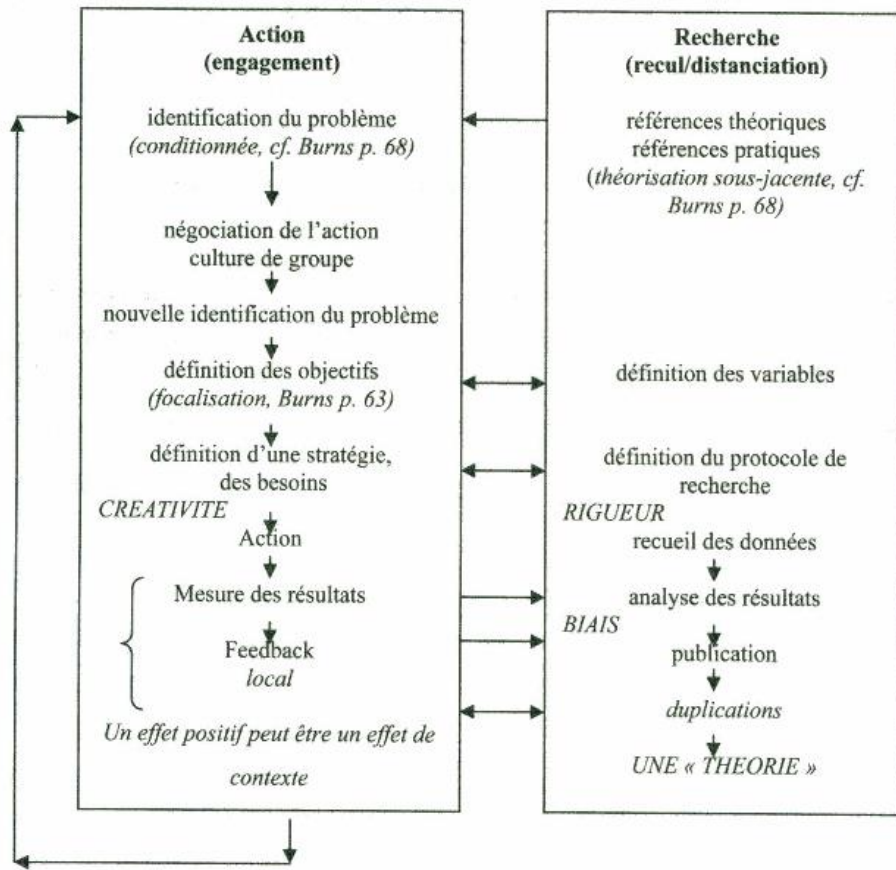 Action
(engagement)
identification du problème
(conditionnée, cf. Burns p. 68)
négociation de l'action
culture de groupe
nouvelle identification du problème
définition des objectifs
(focalisation, Burns p. 63)
définition d'une stratégie,
des besoins
CREATIVITE
Action
Mesure des résultats
Feedback
local
Un effet positif peut être un effet de
contexte
Recherche
(recul/distanciation)
références théoriques
références pratiques
(théorisation sous-jacente, cf.
Burns p. 68)
définition des variables
définition du protocole de
recherche
RIGUEUR
recueil des données
analyse des résultats
BIAIS
publication
duplications
UNE « THEORIE »